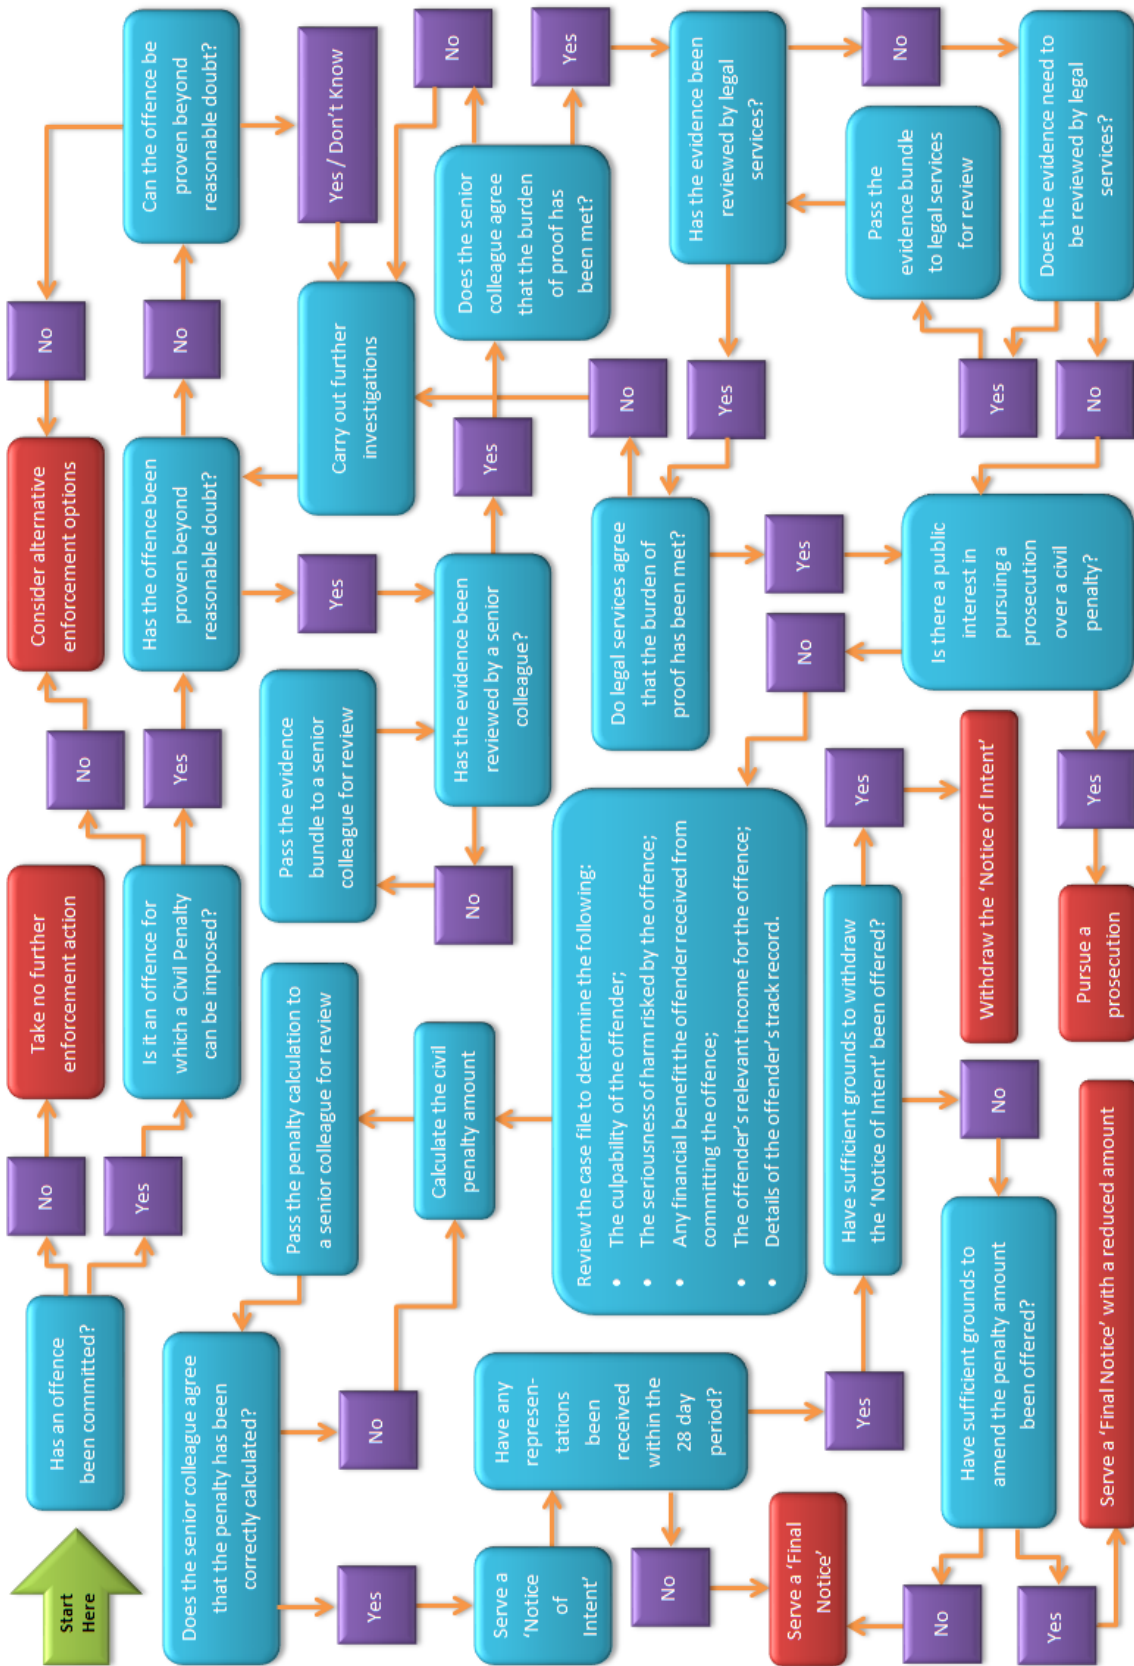 Start
Here
Has an offence
been committed?
No
Yes
Take no further
enforcement action
Is it an offence for
which a Civil Penalty
can be imposed?
No
Yes
Consider alternative
enforcement options
Has the offence been
proven beyond
reasonable doubt?
No
No
Can the offence be
proven beyond
reasonable doubt?
Yes / Don't Know
Carry out further
investigations
Yes
Has the evidence been
reviewed by a senior
colleague?
No
Pass the evidence
bundle to a senior
colleague for review
Yes
Does the senior
colleague agree
that the burden
of proof has
been met?
No
Yes
Has the evidence been
reviewed by legal
services?
No
Does the evidence need to
be reviewed by legal
services?
Yes
Pass the
evidence bundle
to legal services
for review
No
Yes
Do legal services agree
that the burden of
proof has been met?
No
Yes
Is there a public
interest in
pursuing a
prosecution
over a civil
penalty?
Yes
Pursue a
prosecution
No
Review the case file to determine the following:
• The culpability of the offender;
• The seriousness of harm risked by the offence;
• Any financial benefit the offender received from
committing the offence;
• The offender's relevant income for the offence;
• Details of the offender's track record.
Calculate the civil
penalty amount
Pass the penalty calculation to
a senior colleague for review
Does the senior colleague agree
that the penalty has been
correctly calculated?
No
Yes
Serve a
'Notice
of
Intent'
Have any
represen-
tations
been
received
within the
28 day
period?
No
Serve a 'Final
Notice'
Yes
Have sufficient grounds to withdraw
the 'Notice of Intent' been offered?
Yes
Withdraw the 'Notice of Intent'
No
Have sufficient grounds to
amend the penalty amount
been offered?
No
Yes
Serve a 'Final Notice' with a reduced amount